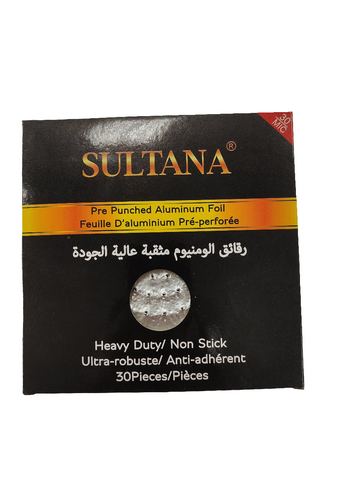 30
MIC
SULTANA®
Pre Punched Aluminum Foil
Feuille D'aluminium Pré-perforée
رقائق الومنيوم مثقبة عالية الجودة
Heavy Duty/ Non Stick
Ultra-robuste/ Anti-adhérent
30Pieces/Pièces